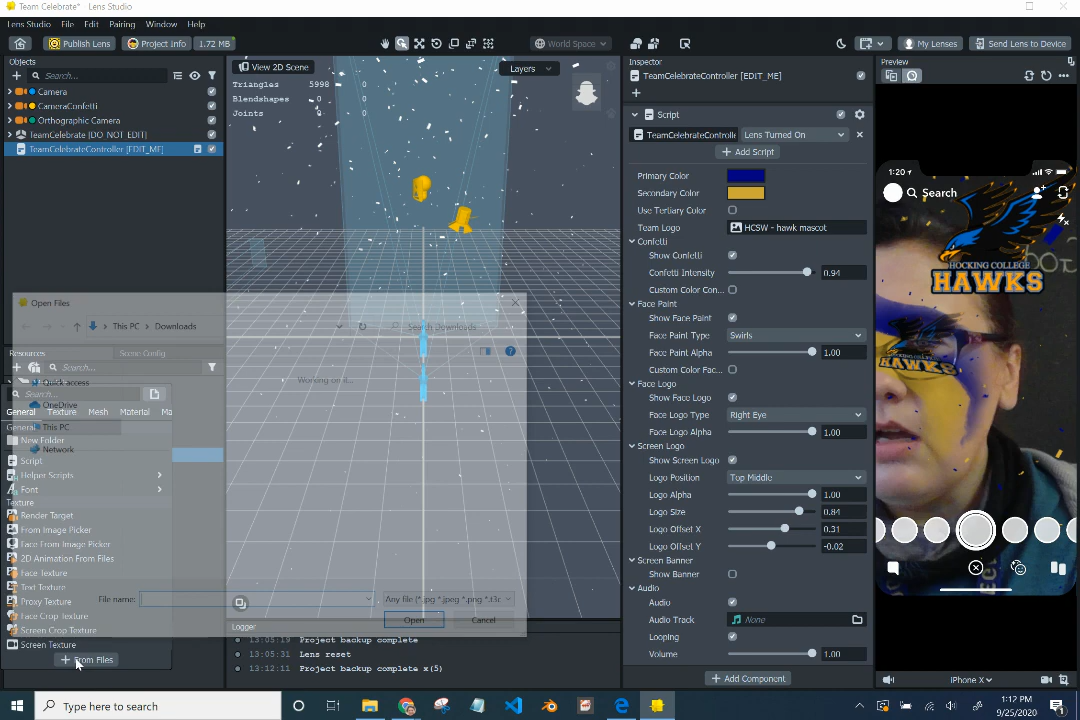 Team Celebrate* Lens Studio
Lens Studio File Edit Pairing Window Help
Publish Lens Project Info 1.72 MB World Space My Lenses Send Lens to Device
Objects
Search...
Camera
CameraConfetti
Orthographic Camera
TeamCelebrate [DO_NOT_EDIT]
TeamCelebrateController [EDIT_ME]
View 2D Scene
Layers
Triangles 5998 0
Blendshapes 0 0
Joints 0 0
Open Files
This PC > Downloads
Search Downloads
Resources Scene Config
Search...
Quick access
Search...
OneDrive
General Texture Mesh Material Ma
General
This PC
New Folder
Network
Script
Helper Scripts
Font
Texture
Render Target
From Image Picker
Face From Image Picker
2D Animation From Files
Face Texture
Text Texture
Proxy Texture
Face Crop Texture
Screen Crop Texture
Screen Texture
From Files
Working on it...
File name:
Any file (*.jpg *.jpeg *.png *.t3c
Open Cancel
Logger
13:05:19 Project backup complete
13:05:31 Lens reset
13:12:11 Project backup complete x(5)
Inspector
TeamCelebrateController [EDIT_ME]
Script
TeamCelebrateControlle Lens Turned On
Add Script
Primary Color
Secondary Color
Use Tertiary Color
Team Logo HCSW - hawk mascot
Confetti
Show Confetti
Confetti Intensity 0.94
Custom Color Con...
Face Paint
Show Face Paint
Face Paint Type Swirls
Face Paint Alpha 1.00
Custom Color Fac...
Face Logo
Show Face Logo
Face Logo Type Right Eye
Face Logo Alpha 1.00
Screen Logo
Show Screen Logo
Logo Position Top Middle
Logo Alpha 1.00
Logo Size 0.84
Logo Offset X 0.31
Logo Offset Y -0.02
Screen Banner
Show Banner
Audio
Audio
Audio Track None
Looping
Volume 1.00
Add Component
Preview
1:20
Search
HOCKING COLLEGE
HAWKS
HOCKING COLLEGE
HAWKS
iPhone X
Type here to search
1:12 PM
9/25/2020